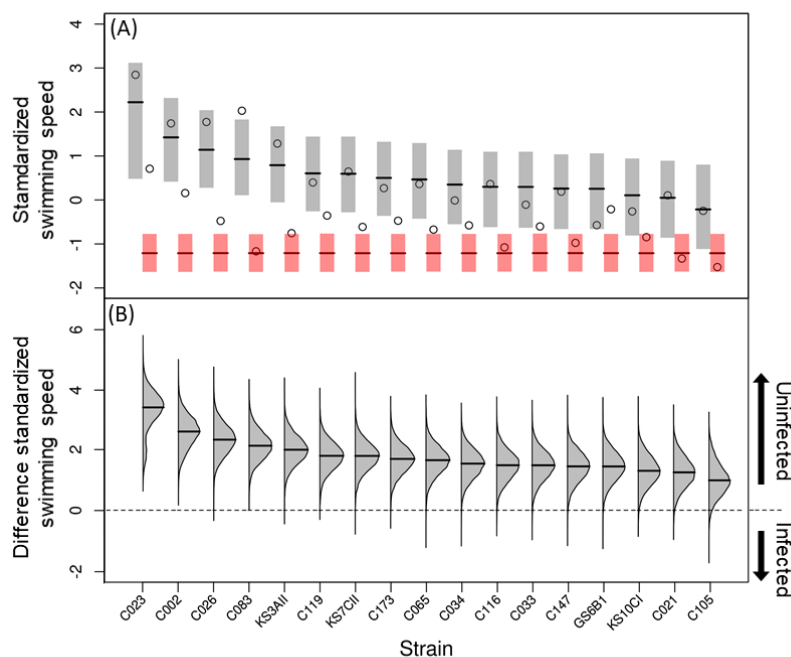 (A)
Stamdardized
swimming speed
4
3
2
1
0
-1
-2
(B)
Difference standardized
swimming speed
6
4
2
0
-2
Uninfected
Infected
C023
C002
C026
C083
KS3AII
C119
KS7CII
C173
C065
C034
C116
C033
C147
GS6B1
KS10CI
C021
C105
Strain